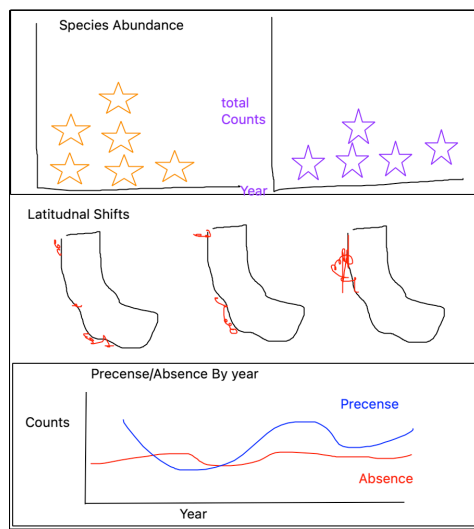 Species Abundance
total
Counts
Year
Latitudnal Shifts
Precense/Absence By year
Counts
Precense
Absence
Year